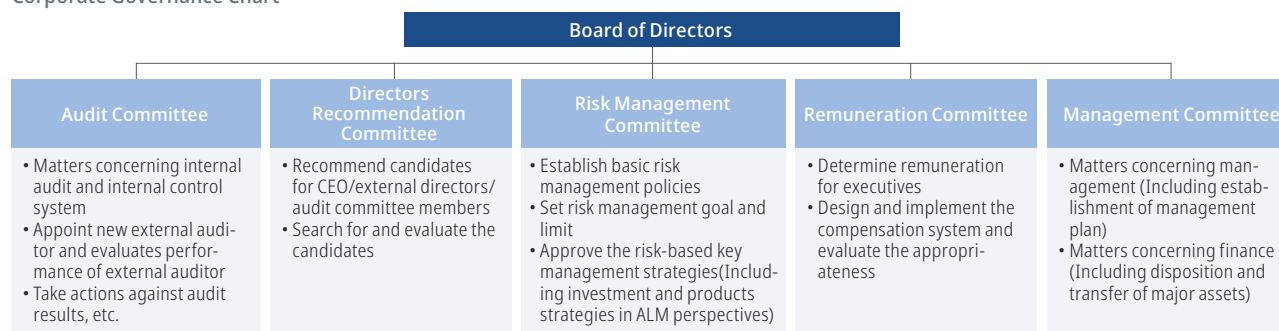 Corporate Governance Chart
Board of Directors
Audit Committee
• Matters concerning internal
audit and internal control
system
• Appoint new external audi-
tor and evaluates perfor-
mance of external auditor
• Take actions against audit
results, etc.
Directors
Recommendation
Committee
• Recommend candidates
for CEO/external directors/
audit committee members
• Search for and evaluate the
candidates
Risk Management
Committee
• Establish basic risk
management policies
• Set risk management goal and
limit
• Approve the risk-based key
management strategies(Includ-
ing investment and products
strategies in ALM perspectives)
Remuneration Committee
• Determine remuneration
for executives
• Design and implement the
compensation system and
evaluate the appropri-
ateness
Management Committee
• Matters concerning man-
agement (Including estab-
lishment of management
plan)
• Matters concerning finance
(Including disposition and
transfer of major assets)